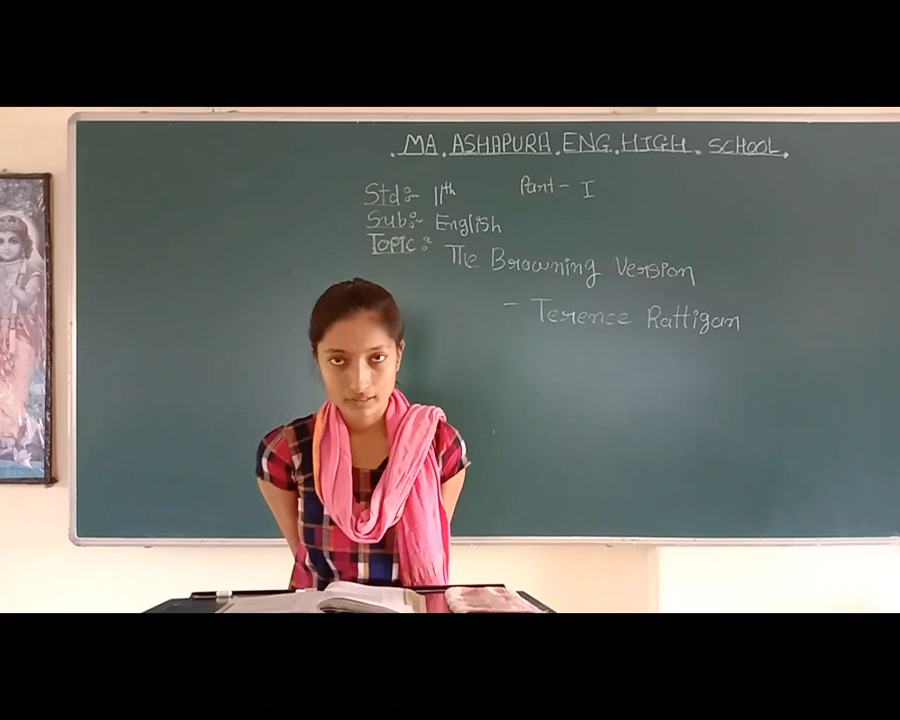 . MA. ASHAPURA. ENG. HIGH. SCHOOL.
Std:- 11th Part - I
Sub:- English
Topic:- The Browning Version
- Terence Rattigan